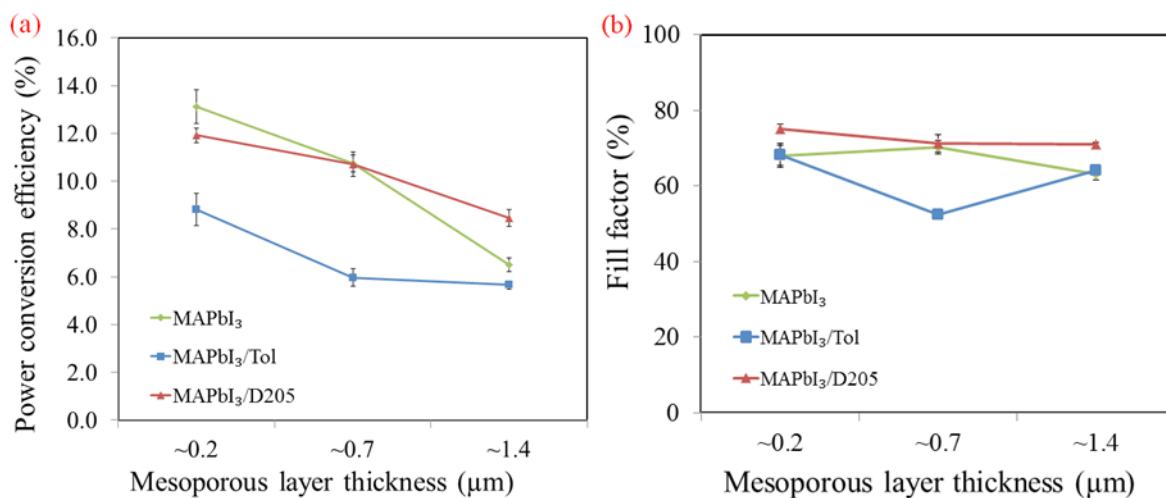 (a)
Power conversion efficiency (%)
16.0
14.0
12.0
10.0
8.0
6.0
4.0
2.0
0.0
MAPbI₃
MAPbI₃/Tol
MAPbI₃/D205
~0.2
~0.7
~1.4
Mesoporous layer thickness (μm)
(b)
Fill factor (%)
100
80
60
40
20
0
MAPbI₃
MAPbI₃/Tol
MAPbI₃/D205
~0.2
~0.7
~1.4
Mesoporous layer thickness (μm)